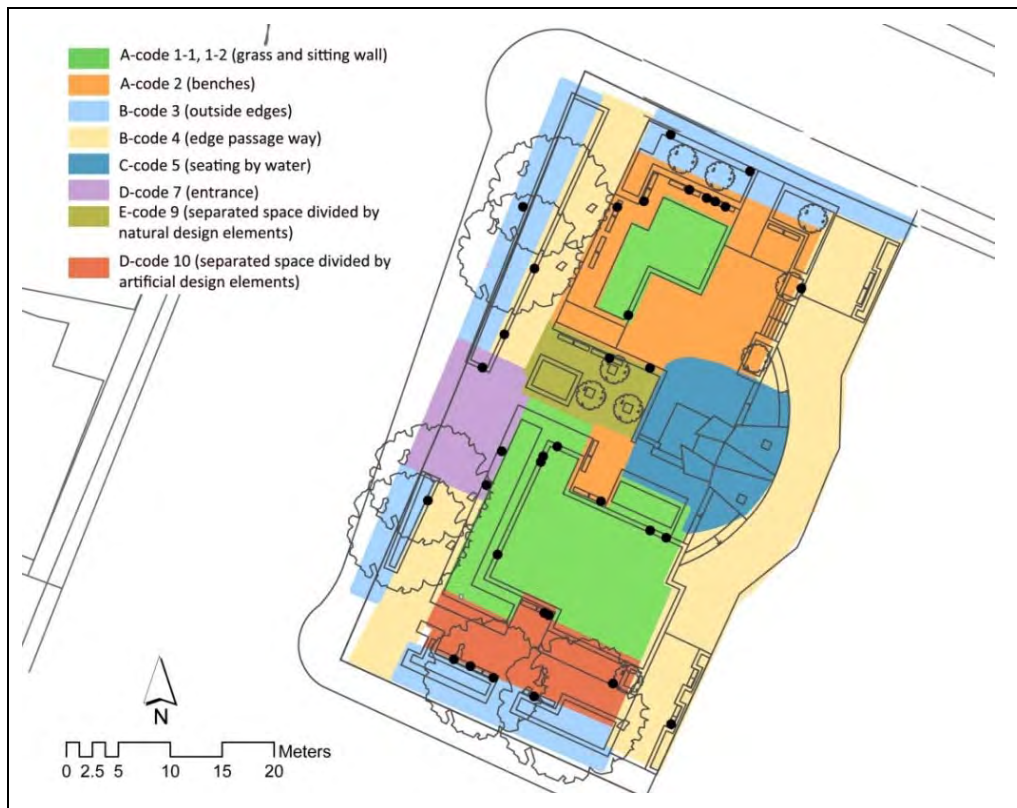 A-code 1-1, 1-2 (grass and sitting wall)
A-code 2 (benches)
B-code 3 (outside edges)
B-code 4 (edge passage way)
C-code 5 (seating by water)
D-code 7 (entrance)
E-code 9 (separated space divided by
natural design elements)
D-code 10 (separated space divided by
artificial design elements)
N
Meters
0 2.5 5 10 15 20